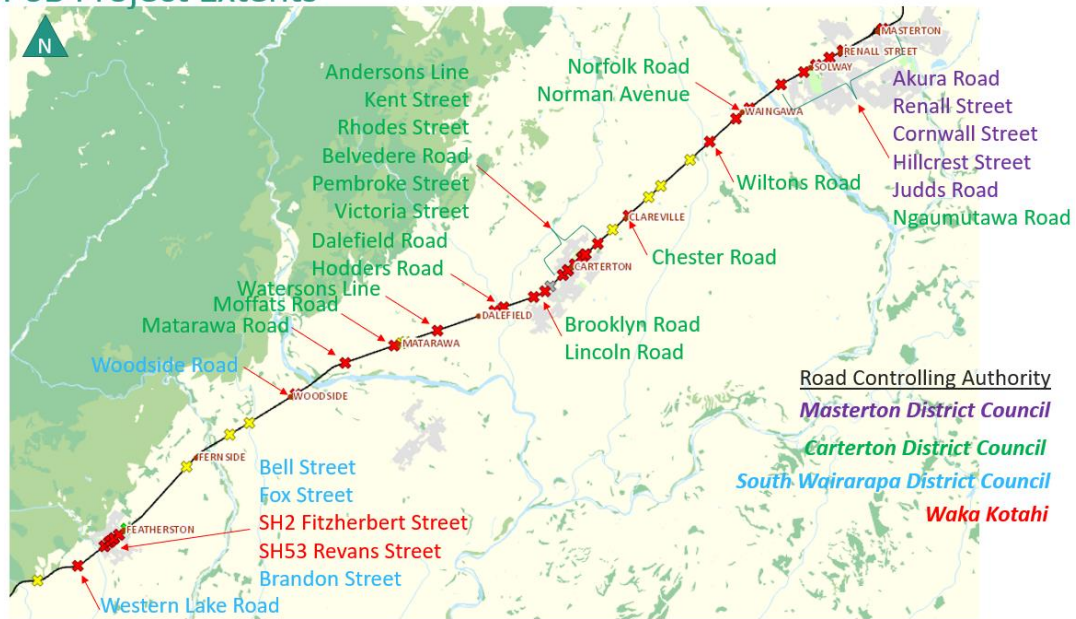 N
Andersons Line
Kent Street
Rhodes Street
Belvedere Road
Pembroke Street
Victoria Street
Dalefield Road
Hodders Road
Watersons Line
Moffats Road
Matarawa Road
Woodside Road
Norfolk Road
Norman Avenue
MASTERTON
RENALL STREET
SOLWAY
WAINGAWA
Akura Road
Renall Street
Cornwall Street
Hillcrest Street
Judds Road
Ngaumutawa Road
Wiltons Road
CLAREVILLE
Chester Road
CARTERTON
DALEFIELD
Brooklyn Road
Lincoln Road
MATARAWA
WOODSIDE
FERNSIDE
FEATHERSTON
Bell Street
Fox Street
SH2 Fitzherbert Street
SH53 Revans Street
Brandon Street
Western Lake Road
Road Controlling Authority
Masterton District Council
Carterton District Council
South Wairarapa District Council
Waka Kotahi